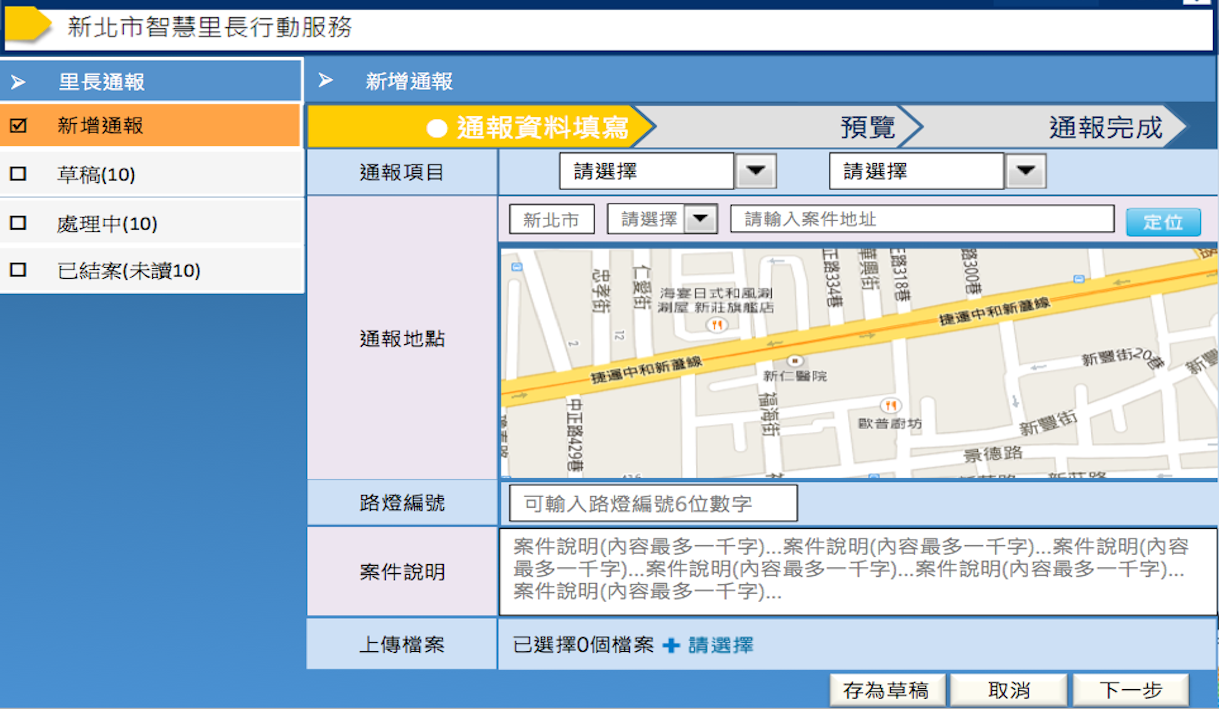 新北市智慧里長行動服務
里長通報
新增通報
草稿(10)
處理中(10)
已結案(未讀10)
新增通報
通報資料填寫 預覽 通報完成
通報項目 請選擇 請選擇
通報地點
新北市 請選擇 請輸入案件地址 定位
忠孝街
仁愛街
海宴日式和風涮
涮屋 新莊旗艦店
正路334巷
華興街
路318巷
路300巷
捷運中和新蘆線
捷運中和新蘆線
2
12
新仁醫院
新豐街20巷
新豐
中正路429巷
福海街
歐普廚坊
新豐街
景德路
路燈編號 可輸入路燈編號6位數字
案件說明
案件說明(內容最多一千字)...案件說明(內容最多一千字)...案件說明(內容
最多一千字)...案件說明(內容最多一千字)...案件說明(內容最多一千字)...
案件說明(內容最多一千字)...
上傳檔案 已選擇0個檔案 請選擇
存為草稿 取消 下一步